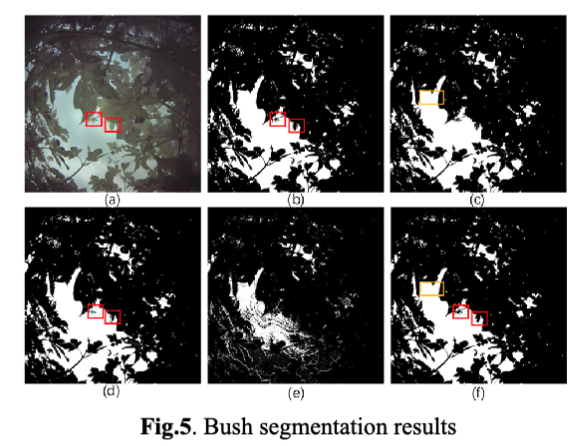 (a)
(b)
(c)
(d)
(e)
(f)
Fig.5. Bush segmentation results